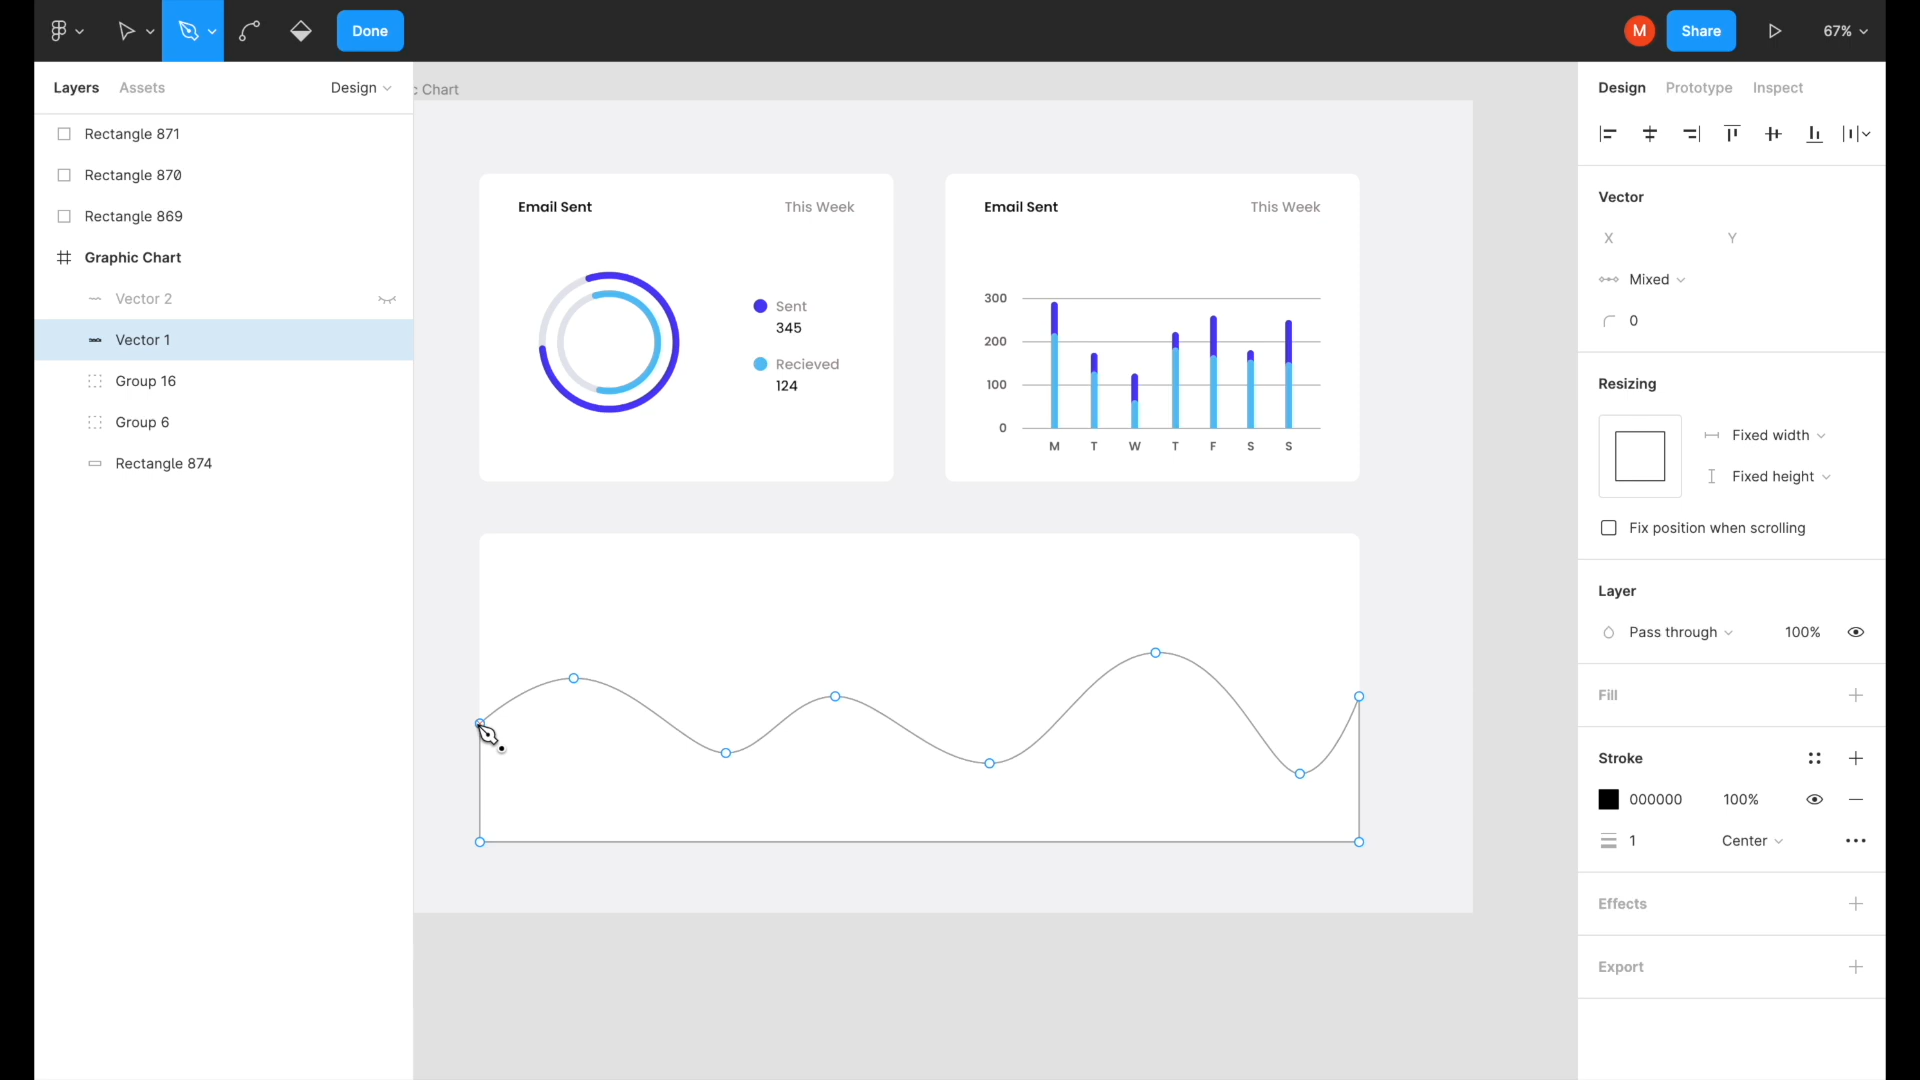 Done
M
Share
67%
Layers
Assets
Design
Rectangle 871
Rectangle 870
Rectangle 869
Graphic Chart
Vector 2
Vector 1
Group 16
Group 6
Rectangle 874
c Chart
Email Sent
This Week
Sent
345
Recieved
124
Email Sent
This Week
300
200
100
0
M T W T F S S
Design
Prototype
Inspect
Vector
X
Y
Mixed
0
Resizing
Fixed width
Fixed height
Fix position when scrolling
Layer
Pass through
100%
Fill
Stroke
000000
100%
1
Center
Effects
Export